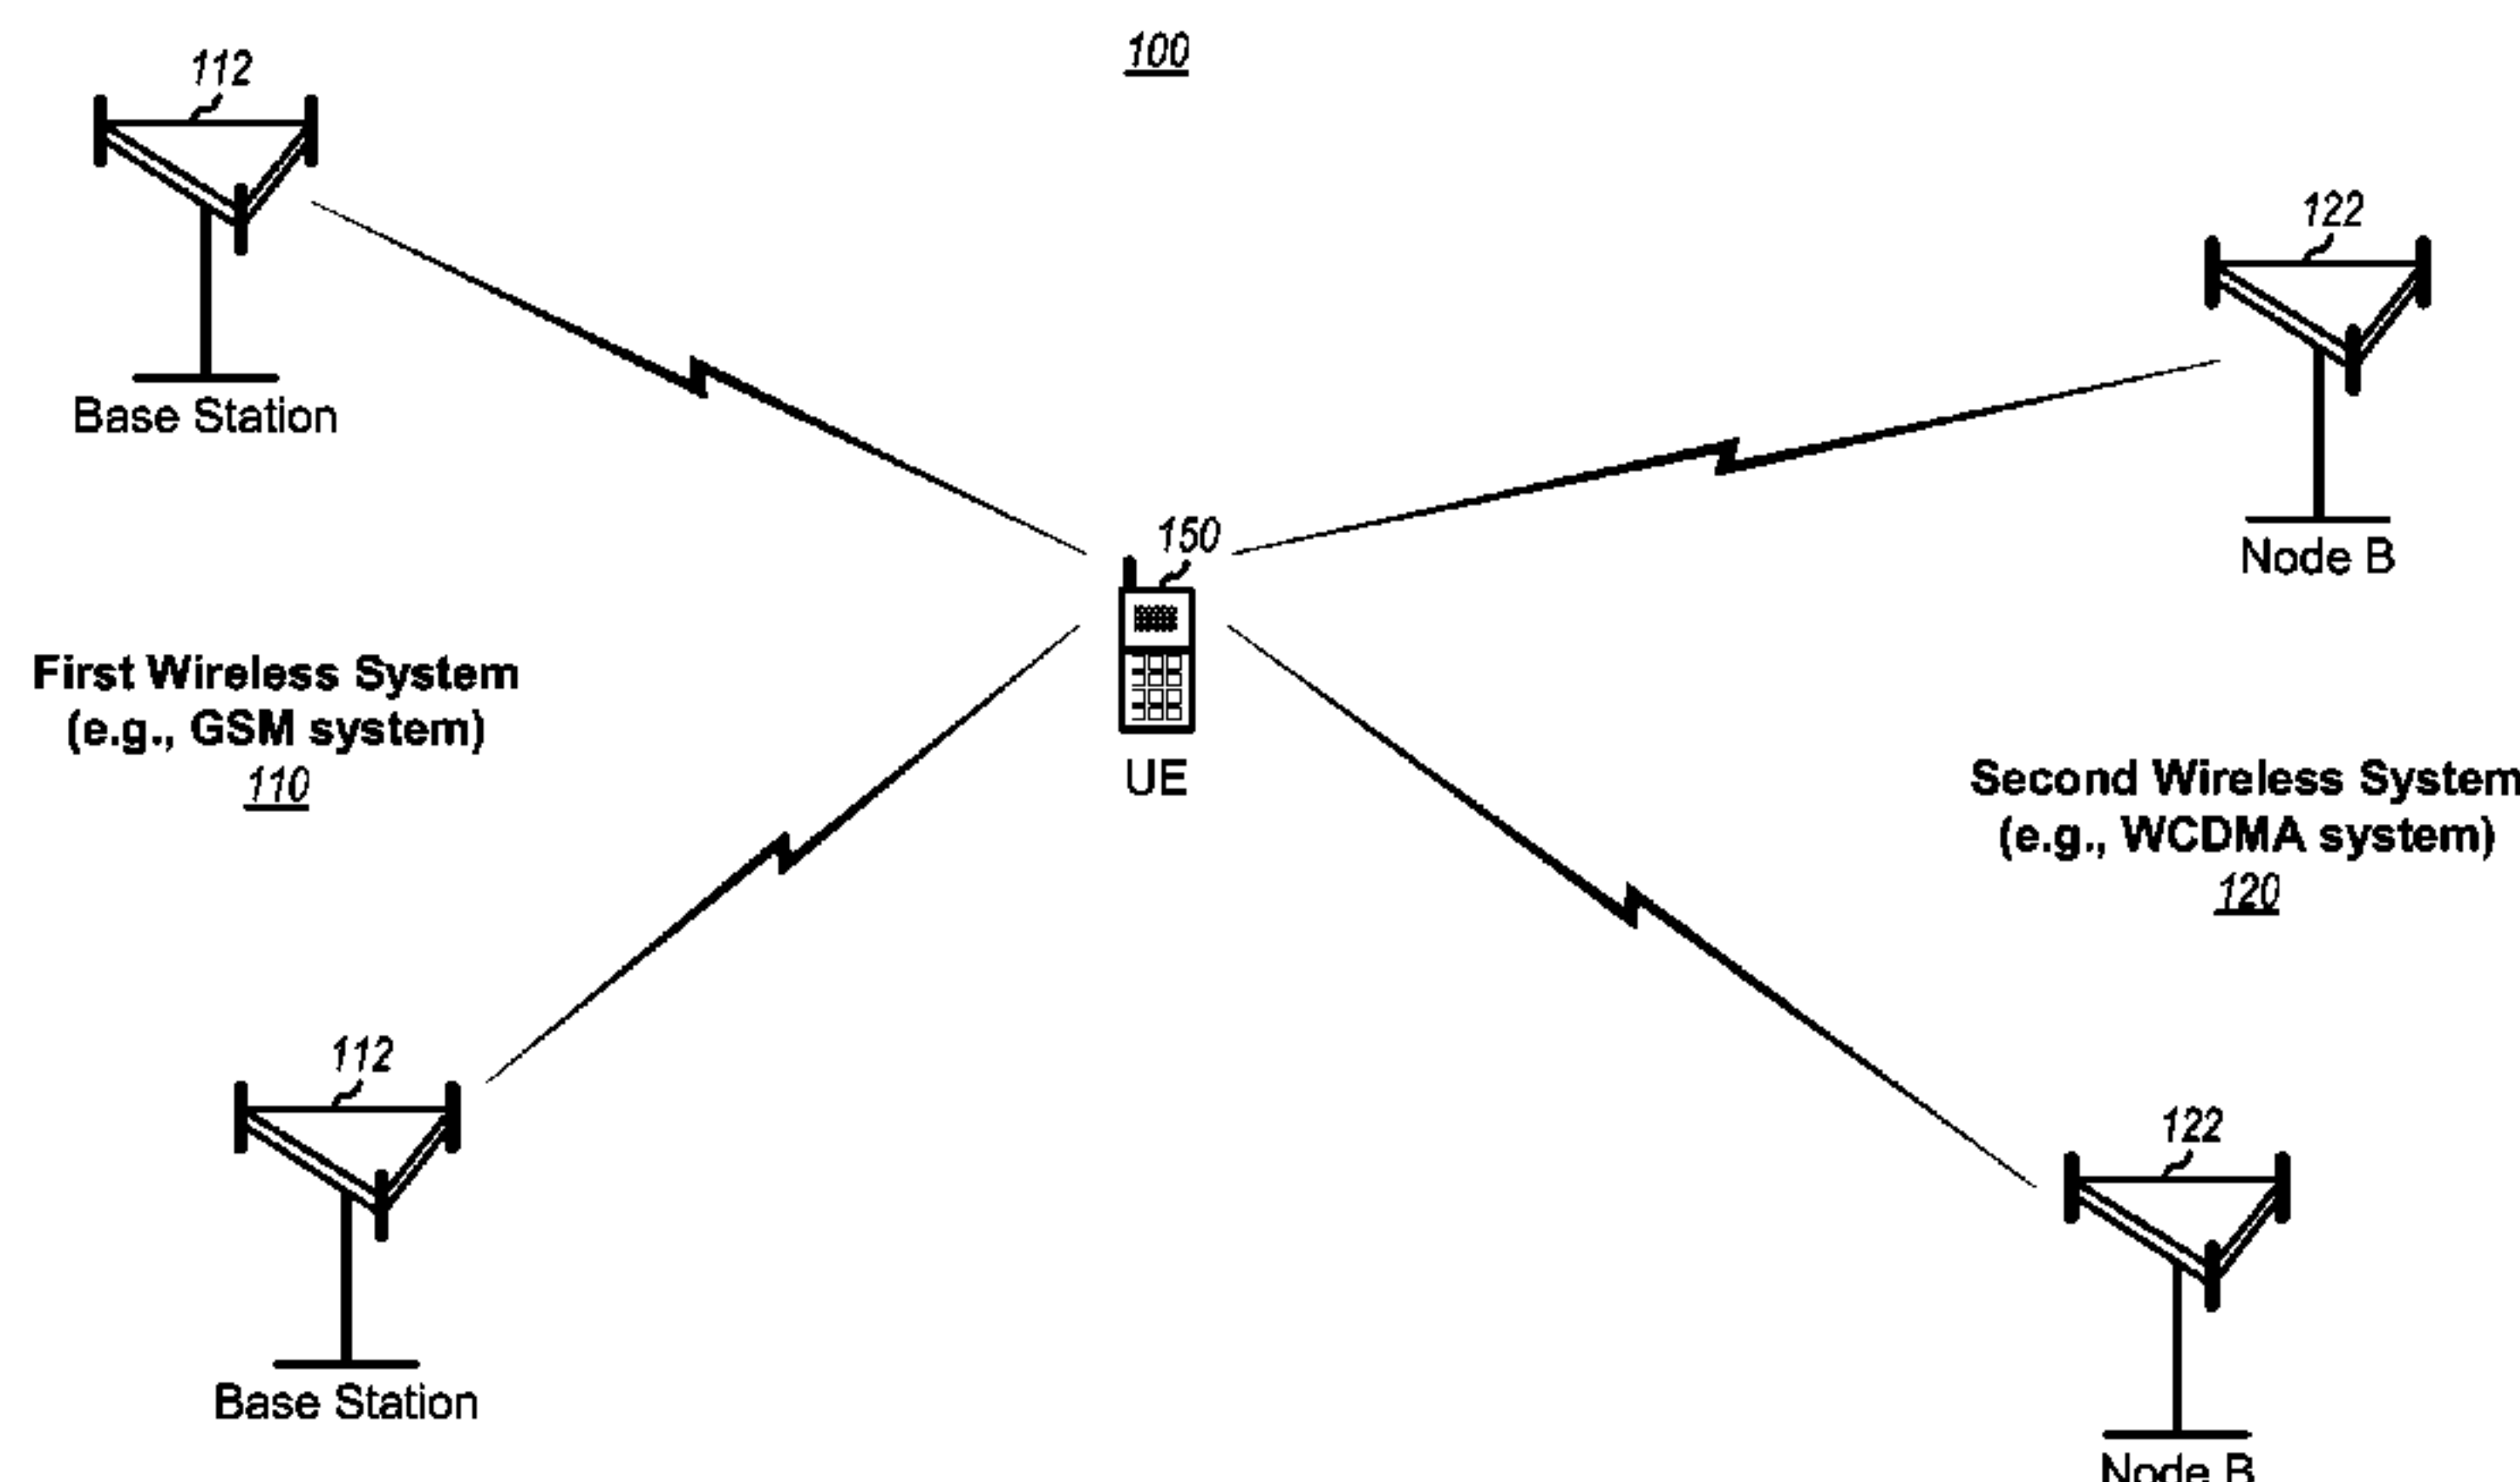 100
112
Base Station
122
Node B
150
UE
First Wireless System
(e.g., GSM system)
110
Second Wireless System
(e.g., WCDMA system)
120
112
Base Station
122
Node B